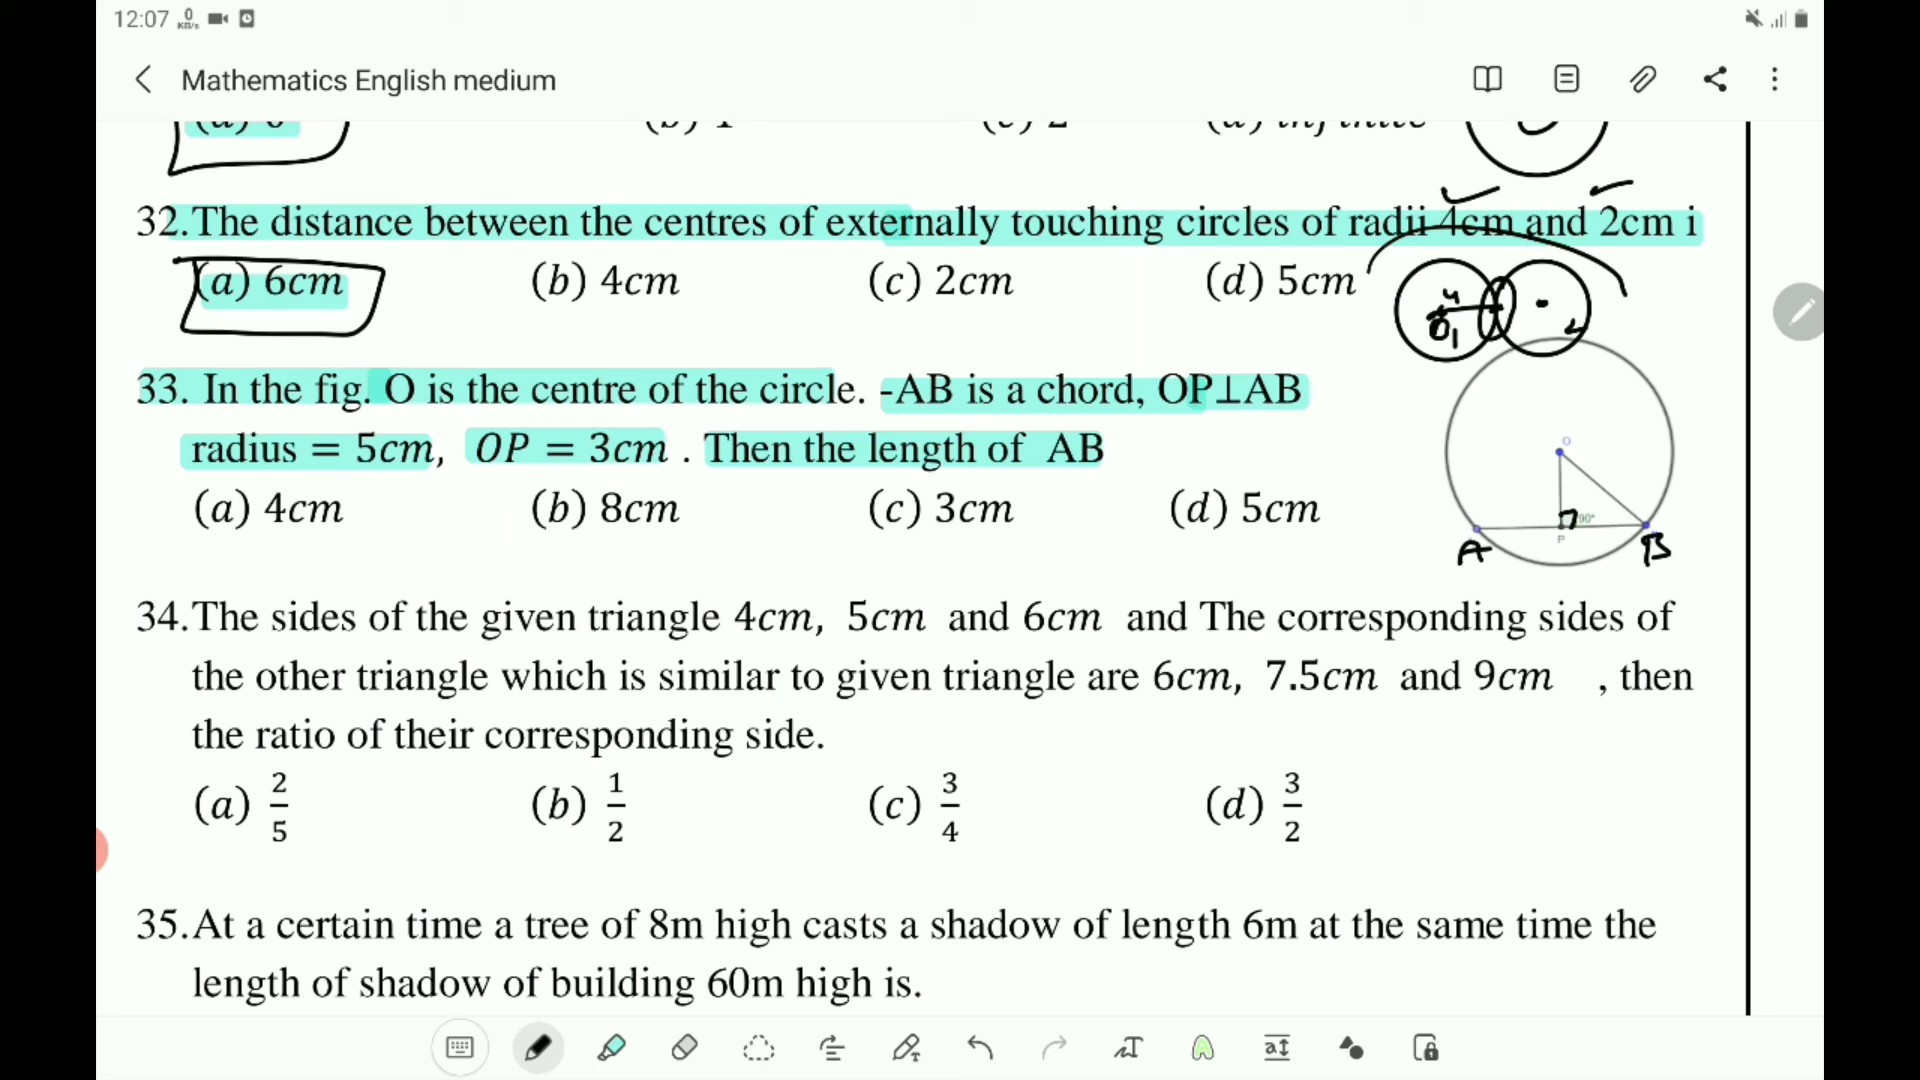 12:07 0 KB/s
Mathematics English medium
32.The distance between the centres of externally touching circles of radii 4cm and 2cm i
(a) 6cm (b) 4cm (c) 2cm (d) 5cm
4
O1
33. In the fig. O is the centre of the circle. -AB is a chord, OP⊥AB
radius = 5cm, OP = 3cm . Then the length of AB
O
(a) 4cm (b) 8cm (c) 3cm (d) 5cm
90°
P
A B
34.The sides of the given triangle 4cm, 5cm and 6cm and The corresponding sides of
the other triangle which is similar to given triangle are 6cm, 7.5cm and 9cm , then
the ratio of their corresponding side.
(a) 2/5 (b) 1/2 (c) 3/4 (d) 3/2
35.At a certain time a tree of 8m high casts a shadow of length 6m at the same time the
length of shadow of building 60m high is.